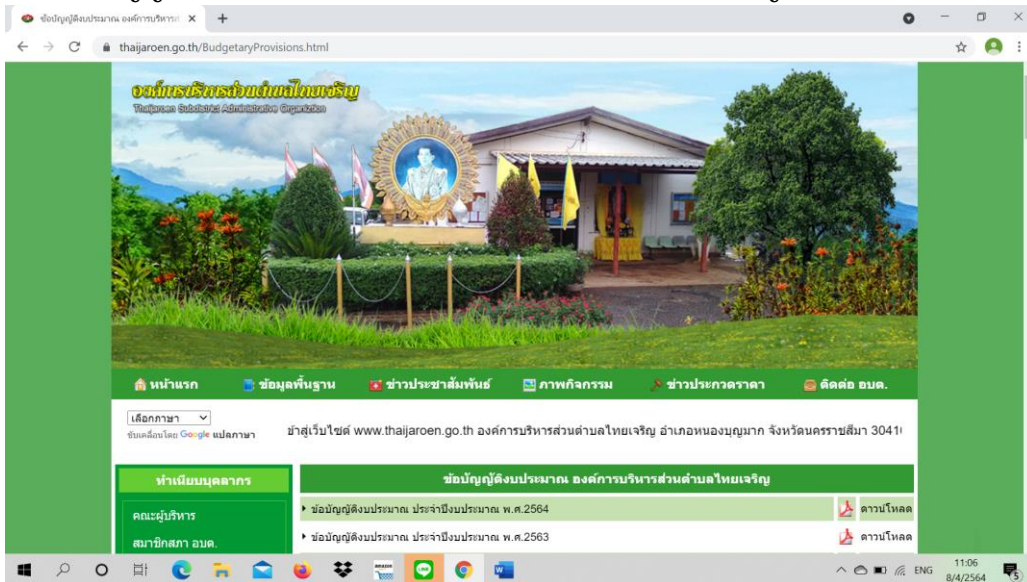 ข้อบัญญัติงบประมาณ องค์การบริหารส่
thaijaroen.go.th/BudgetaryProvisions.html
องค์การบริหารส่วนตำบลไทยเจริญ
Thaijaroen Subdistrict Administrative Organization
หน้าแรก ข้อมูลพื้นฐาน ข่าวประชาสัมพันธ์ ภาพกิจกรรม ข่าวประกวดราคา ติดต่อ อบต.
เลือกภาษา
ขับเคลื่อนโดย Google แปลภาษา
ข้าสู่เว็บไซต์ www.thaijaroen.go.th องค์การบริหารส่วนตำบลไทยเจริญ อำเภอหนองบุญมาก จังหวัดนครราชสีมา 3041
ทำเนียบบุคลากร
ข้อบัญญัติงบประมาณ องค์การบริหารส่วนตำบลไทยเจริญ
คณะผู้บริหาร
สมาชิกสภา อบต.
ข้อบัญญัติงบประมาณ ประจำปีงบประมาณ พ.ศ.2564 ดาวน์โหลด
ข้อบัญญัติงบประมาณ ประจำปีงบประมาณ พ.ศ.2563 ดาวน์โหลด
amazon
LINE
W
ENG
11:06
8/4/2564